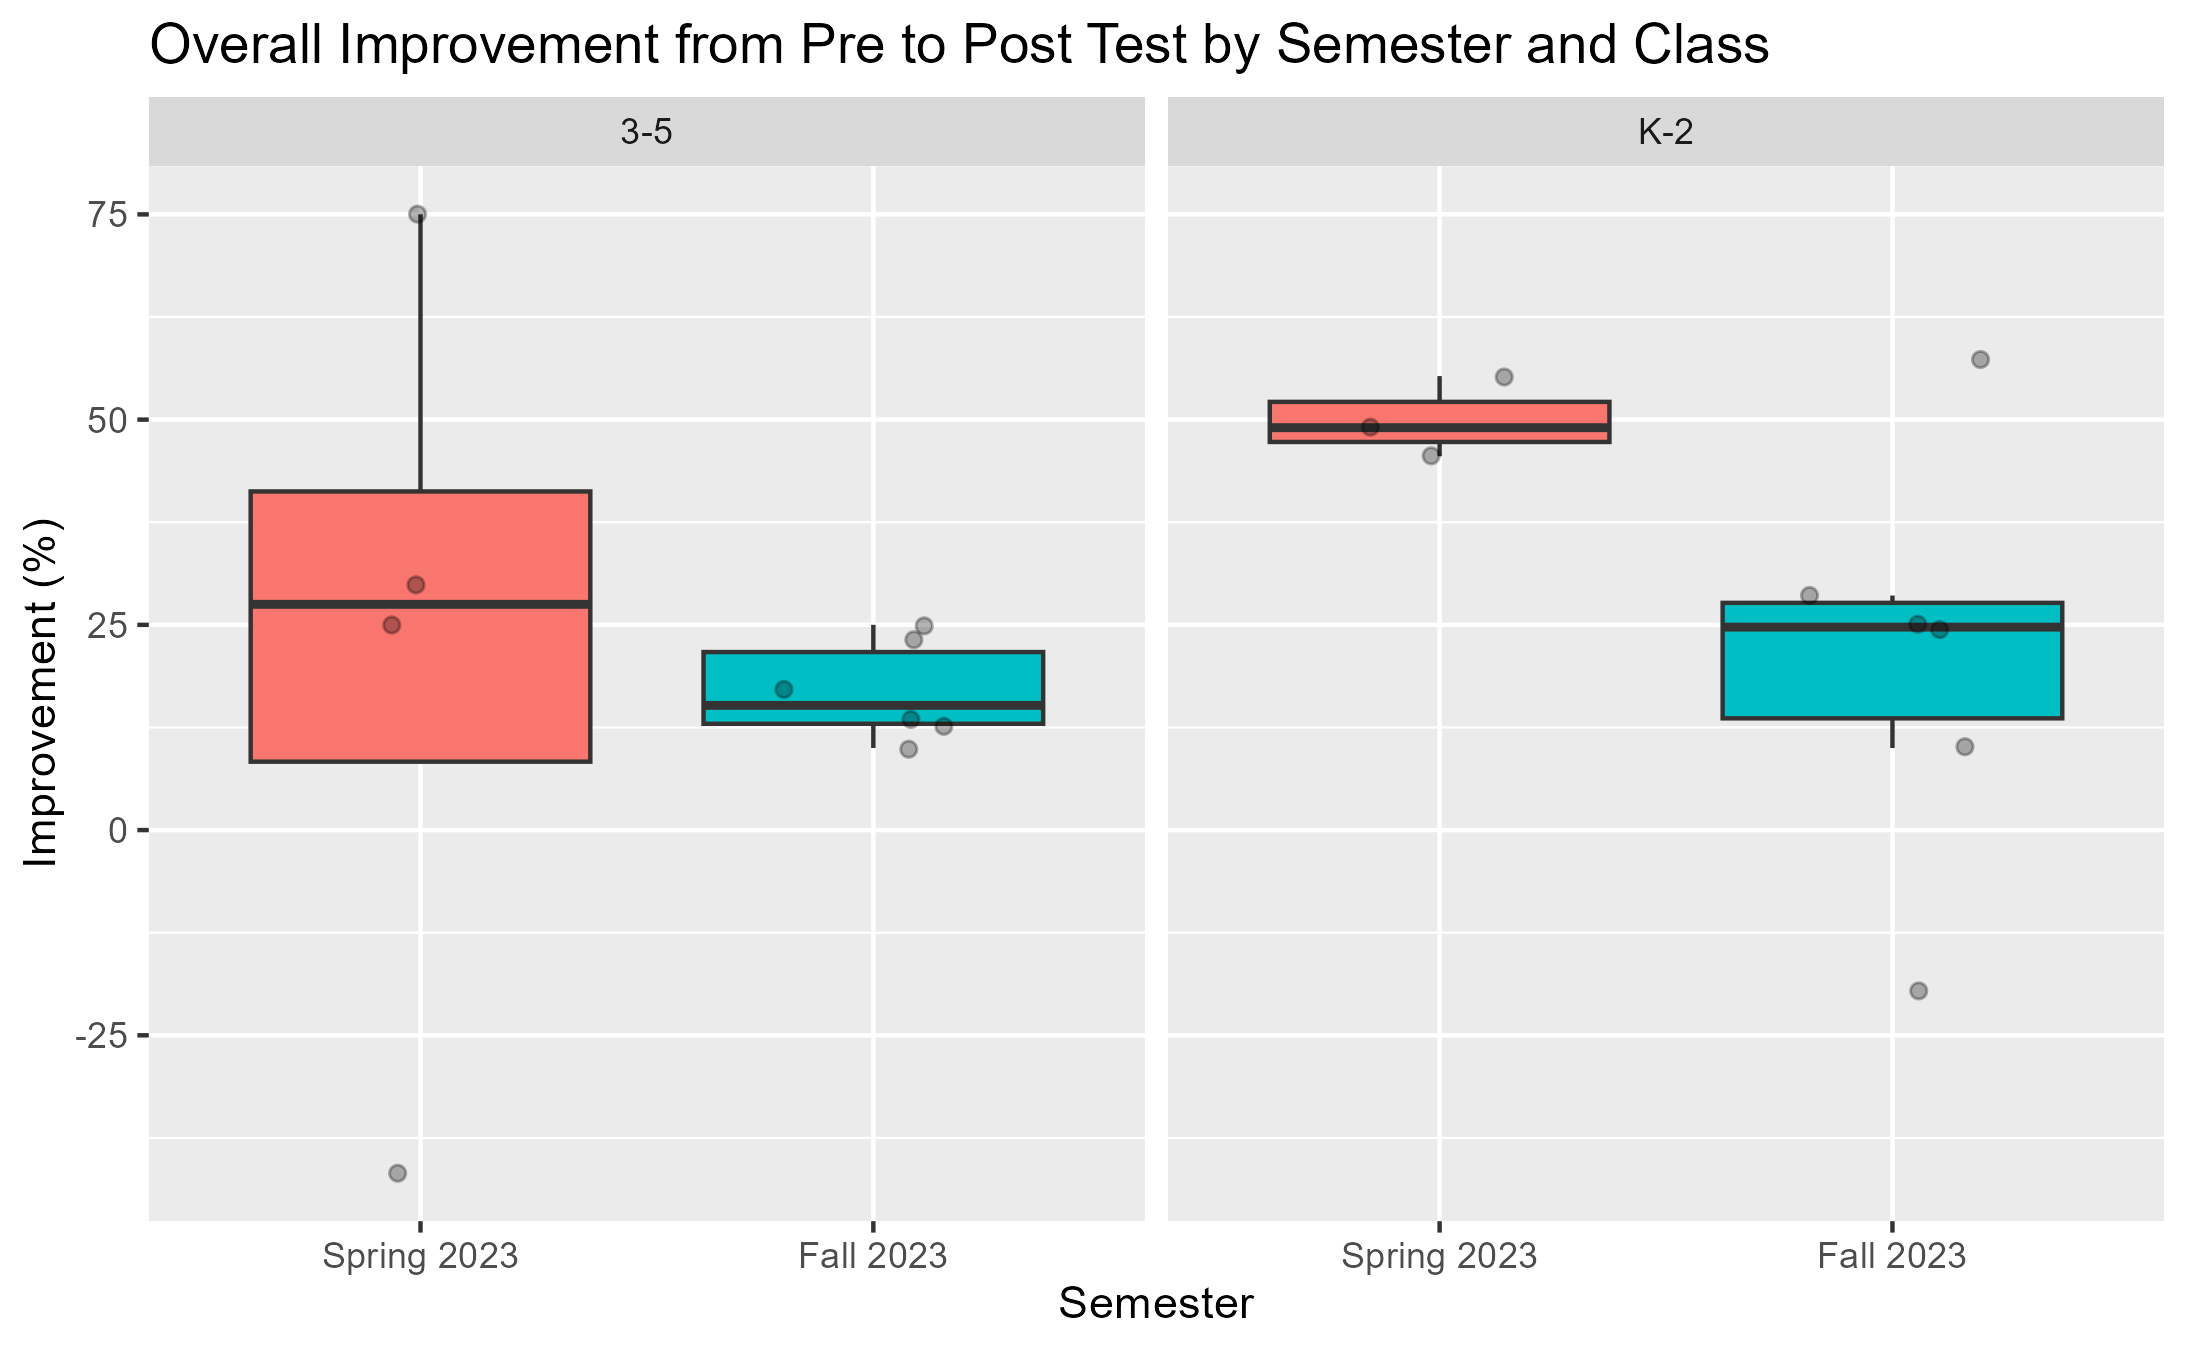 Overall Improvement from Pre to Post Test by Semester and Class
3-5
K-2
Improvement (%)
75
50
25
0
-25
Spring 2023
Fall 2023
Spring 2023
Fall 2023
Semester